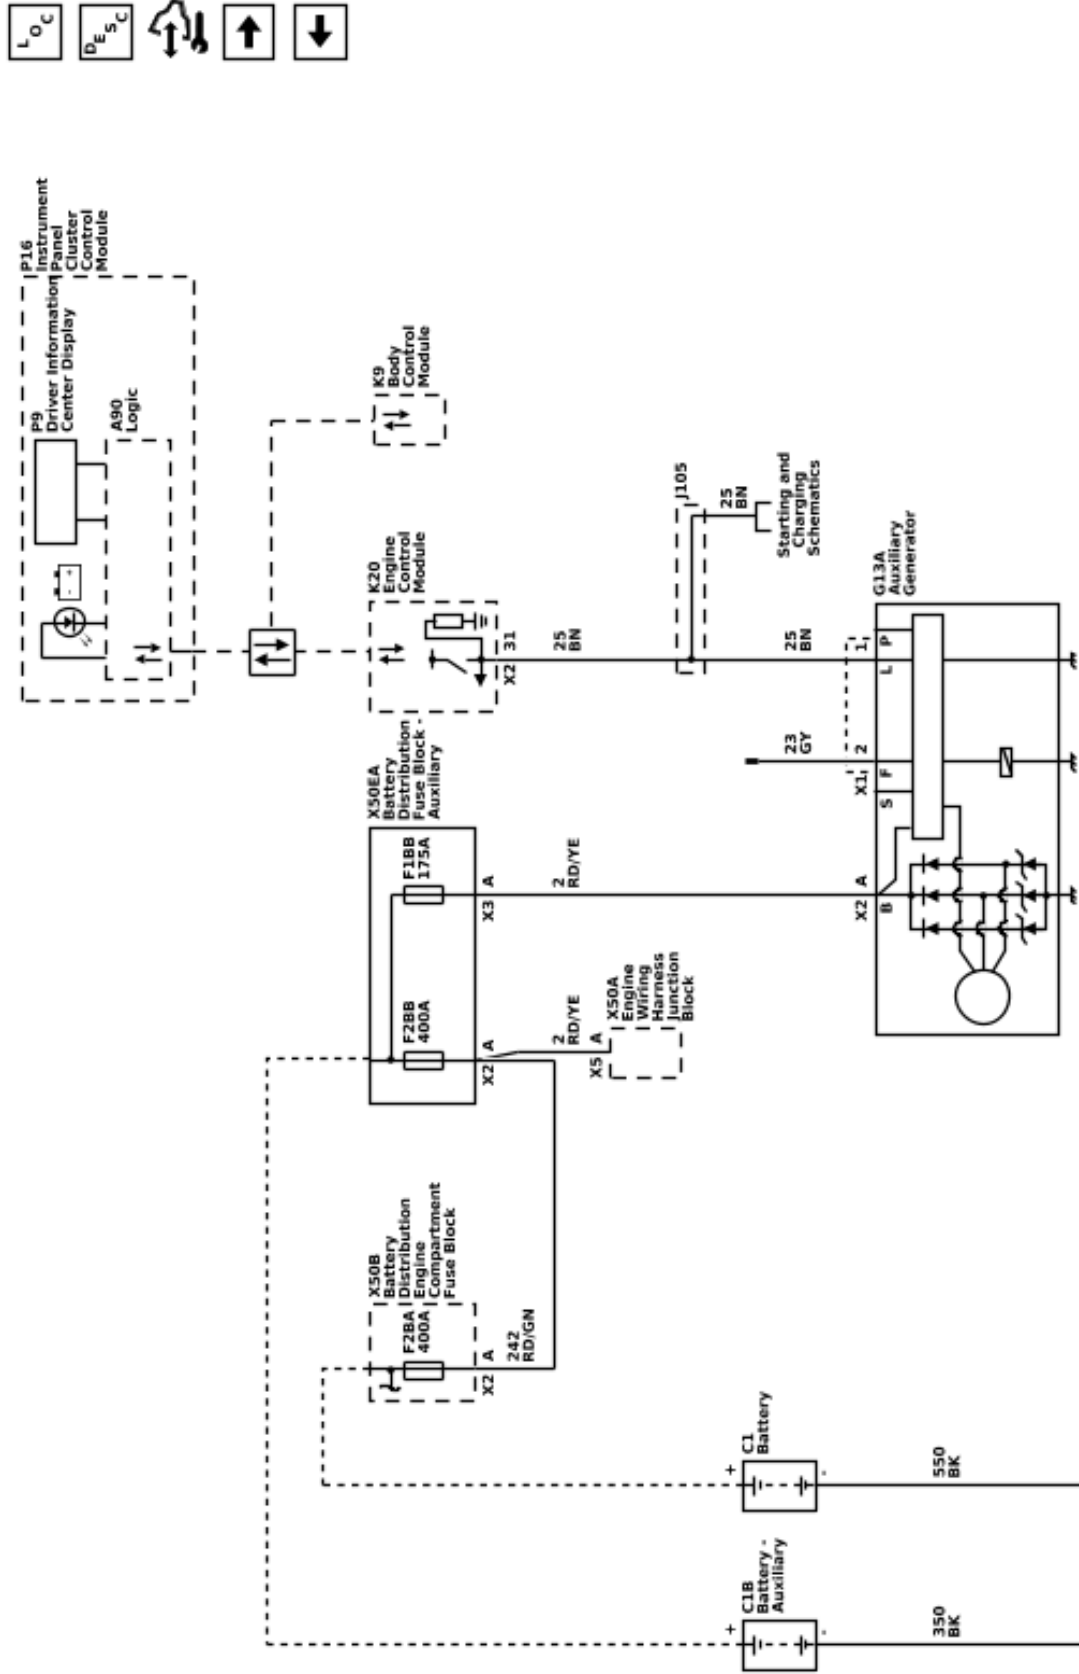 LOC
DESC
P16
Instrument
Panel
Cluster
Control
Module
P9
Driver Information
Center Display
A90
Logic
- +
K9
Body
Control
Module
K20
Engine
Control
Module
X2 31
25
BN
J105
25
BN
Starting and
Charging
Schematics
25
BN
G13A
Auxiliary
Generator
1
P
L
23
GY
2
X1
F
S
X50EA
Battery
Distribution
Fuse Block -
Auxiliary
F1BB
175A
X3 A
2
RD/YE
X2 A
B
F2BB
400A
X2 A
2
RD/YE
X5 A
X50A
Engine
Wiring
Harness
Junction
Block
X50B
Battery
Distribution
Engine
Compartment
Fuse Block
F2BA
400A
X2 A
242
RD/GN
C1
Battery
+
-
550
BK
C1B
Battery -
Auxiliary
+
-
350
BK